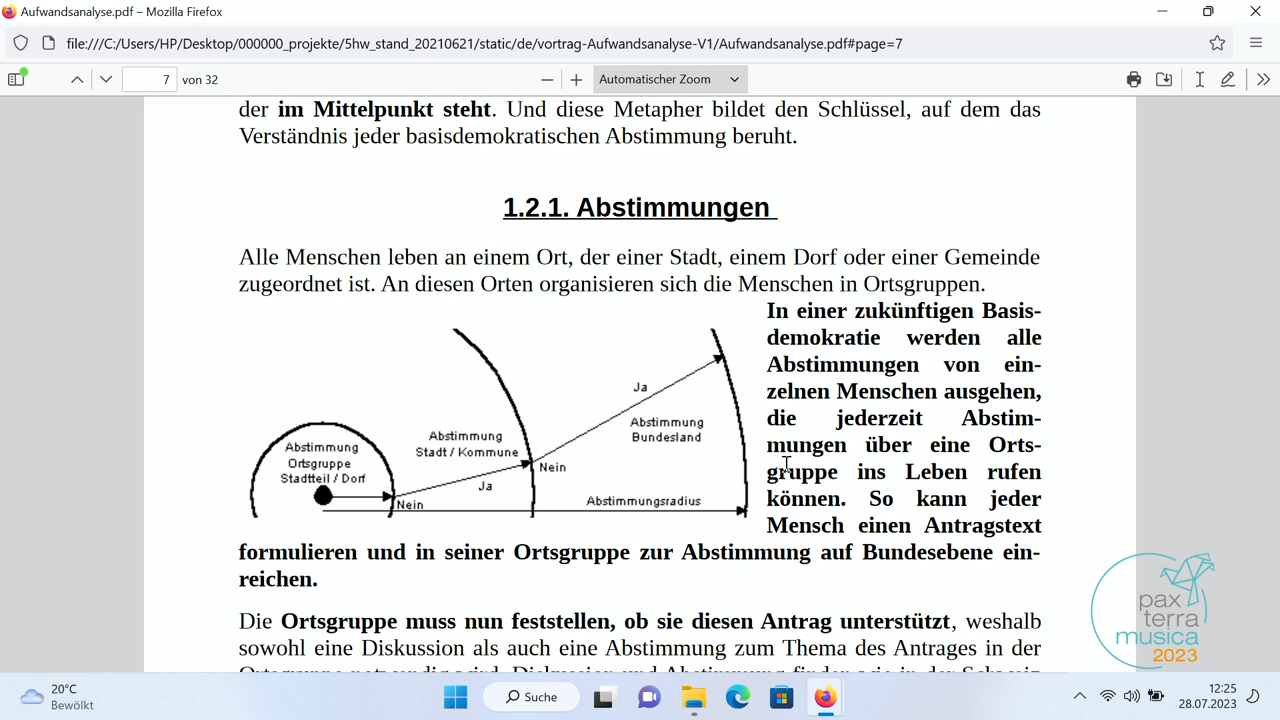 Aufwandsanalyse.pdf – Mozilla Firefox
file:///C:/Users/HP/Desktop/000000_projekte/5hw_stand_20210621/static/de/vortrag-Aufwandsanalyse-V1/Aufwandsanalyse.pdf#page=7
7 von 32
Automatischer Zoom
der im Mittelpunkt steht. Und diese Metapher bildet den Schlüssel, auf dem das
Verständnis jeder basisdemokratischen Abstimmung beruht.
1.2.1. Abstimmungen
Alle Menschen leben an einem Ort, der einer Stadt, einem Dorf oder einer Gemeinde
zugeordnet ist. An diesen Orten organisieren sich die Menschen in Ortsgruppen.
In einer zukünftigen Basis-
demokratie werden alle
Abstimmungen von ein-
zelnen Menschen ausgehen,
die jederzeit Abstim-
mungen über eine Orts-
gruppe ins Leben rufen
können. So kann jeder
Mensch einen Antragstext
formulieren und in seiner Ortsgruppe zur Abstimmung auf Bundesebene ein-
reichen.
Abstimmung
Ortsgruppe
Stadtteil / Dorf
Nein
Abstimmung
Stadt / Kommune
Ja
Nein
Ja
Abstimmung
Bundesland
Abstimmungsradius
Die Ortsgruppe muss nun feststellen, ob sie diesen Antrag unterstützt, weshalb
sowohl eine Diskussion als auch eine Abstimmung zum Thema des Antrages in der
pax
terra
musica
2023
20°C
Bewölkt
Suche
12:25
28.07.2023